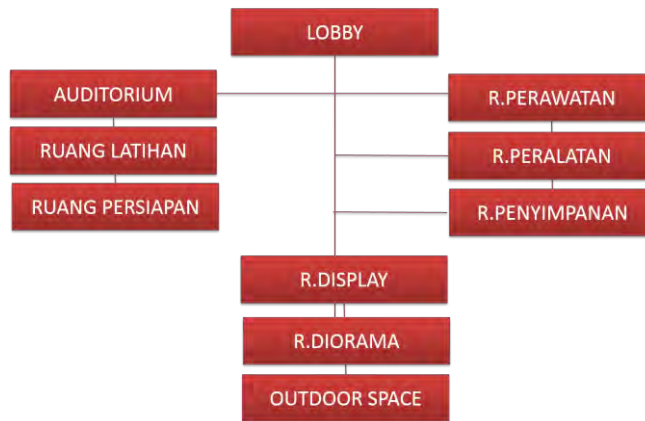 LOBBY
AUDITORIUM
R.PERAWATAN
RUANG LATIHAN
R.PERALATAN
RUANG PERSIAPAN
R.PENYIMPANAN
R.DISPLAY
R.DIORAMA
OUTDOOR SPACE